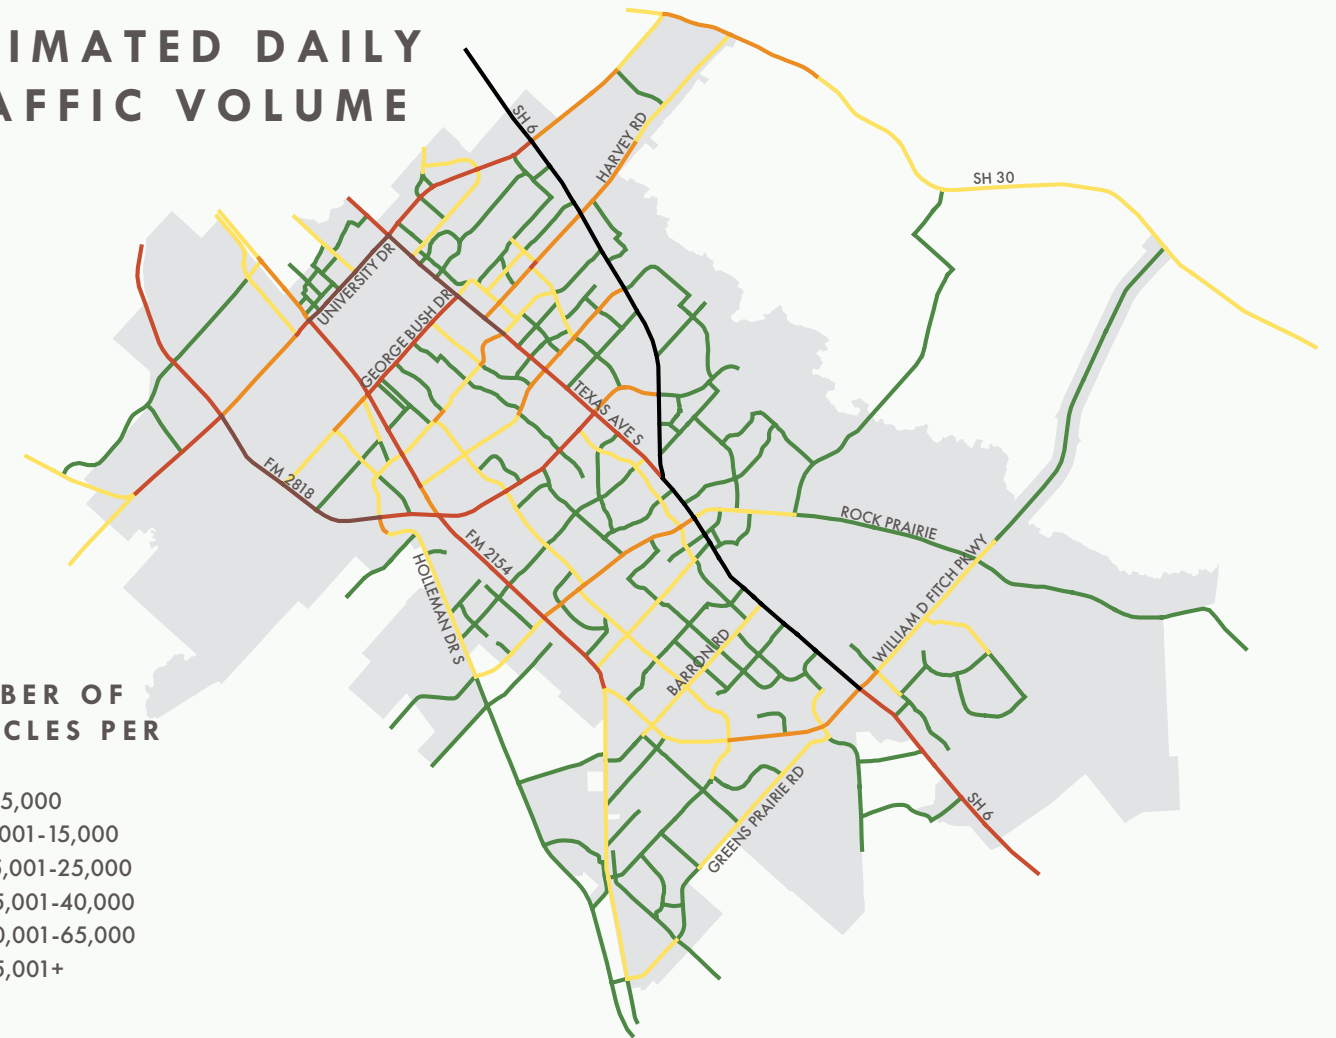 IMATED DAILY
AFFIC VOLUME
SH 6
HARVEY RD
SH 30
UNIVERSITY DR
GEORGE BUSH DR
TEXAS AVE S
FM 2818
ROCK PRAIRIE
FM 2154
HOLLEMAN DR S
WILLIAM D FITCH PKWY
BARRON RD
BER OF
CLES PER
5,000
001-15,000
5,001-25,000
5,001-40,000
0,001-65,000
5,001+
GREENS PRAIRIE RD
SH 6